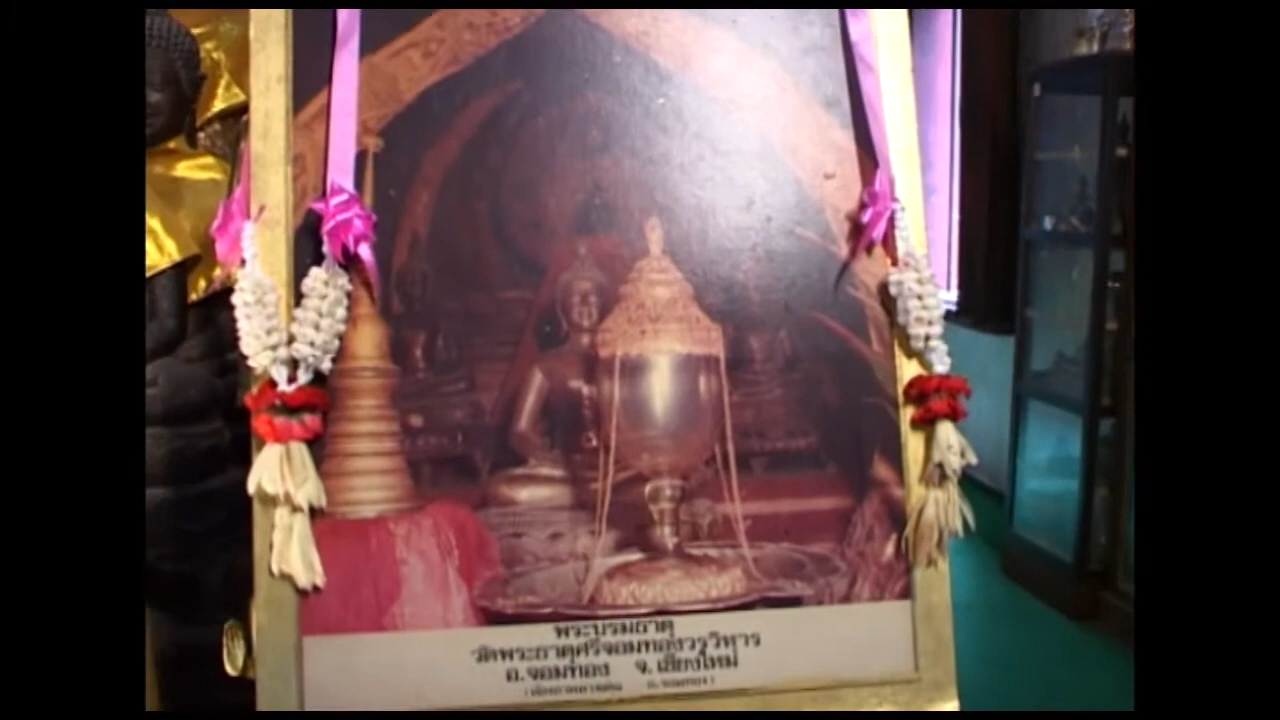 พระบรมธาตุ
วัดพระธาตุศรีจอมทองวรวิหาร
อ.จอมทอง จ.เชียงใหม่